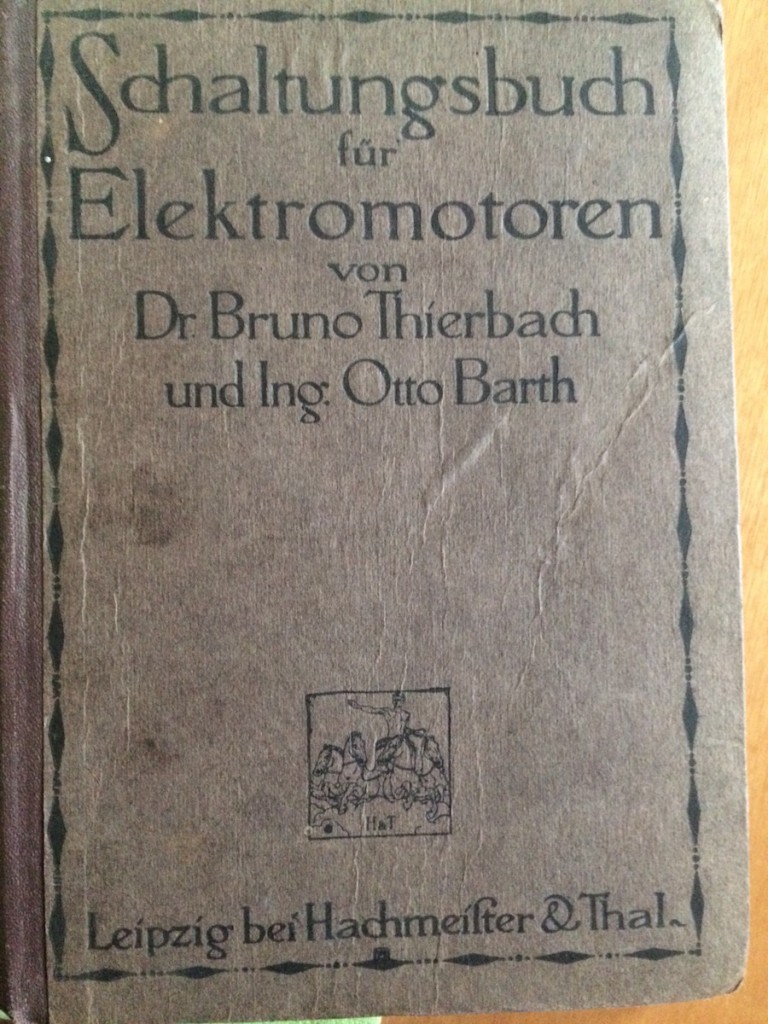 Schaltungsbuch
für
Elektromotoren
von
Dr. Bruno Thierbach
und Ing. Otto Barth
H&T
Leipzig bei Hachmeiſter & Thal